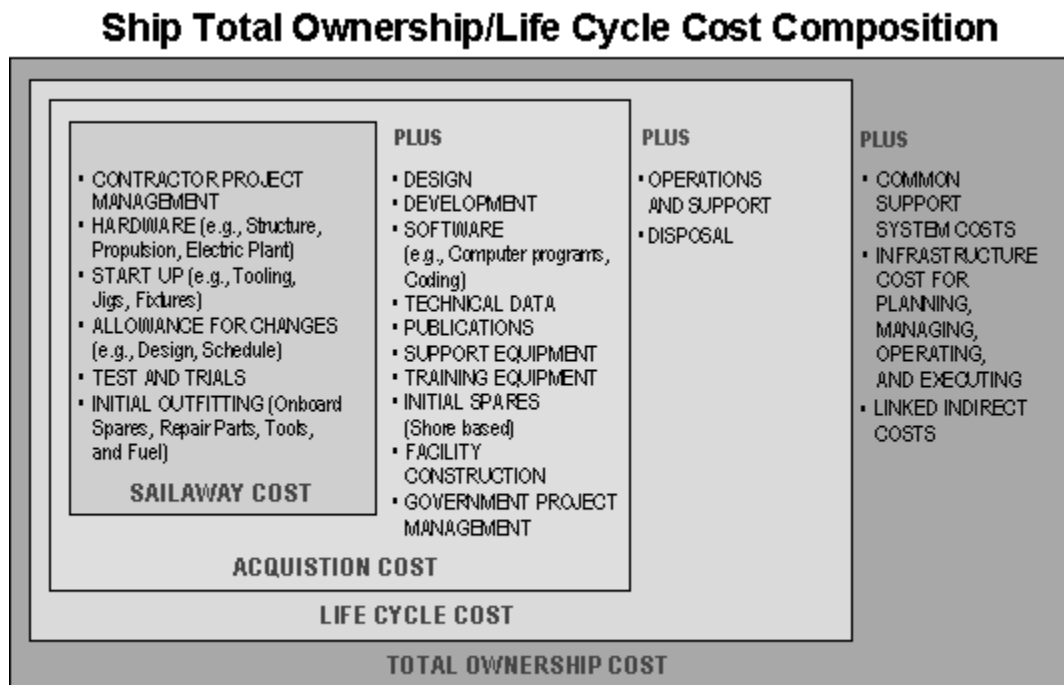 Ship Total Ownership/Life Cycle Cost Composition
▪ CONTRACTOR PROJECT
MANAGEMENT
▪ HARDWARE (e.g., Structure,
Propulsion, Electric Plant)
▪ START UP (e.g., Tooling,
Jigs, Fixtures)
▪ ALLOWANCE FOR CHANGES
(e.g., Design, Schedule)
▪ TEST AND TRIALS
▪ INITIAL OUTFITTING (Onboard
Spares, Repair Parts, Tools,
and Fuel)
SAILAWAY COST
PLUS
▪ DESIGN
▪ DEVELOPMENT
▪ SOFTWARE
(e.g., Computer programs,
Coding)
▪ TECHNICAL DATA
▪ PUBLICATIONS
▪ SUPPORT EQUIPMENT
▪ TRAINING EQUIPMENT
▪ INITIAL SPARES
(Shore based)
▪ FACILITY
CONSTRUCTION
▪ GOVERNMENT PROJECT
MANAGEMENT
ACQUISTION COST
PLUS
▪ OPERATIONS
AND SUPPORT
▪ DISPOSAL
LIFE CYCLE COST
PLUS
▪ COMMON
SUPPORT
SYSTEM COSTS
▪ INFRASTRUCTURE
COST FOR
PLANNING,
MANAGING,
OPERATING,
AND EXECUTING
▪ LINKED INDIRECT
COSTS
TOTAL OWNERSHIP COST